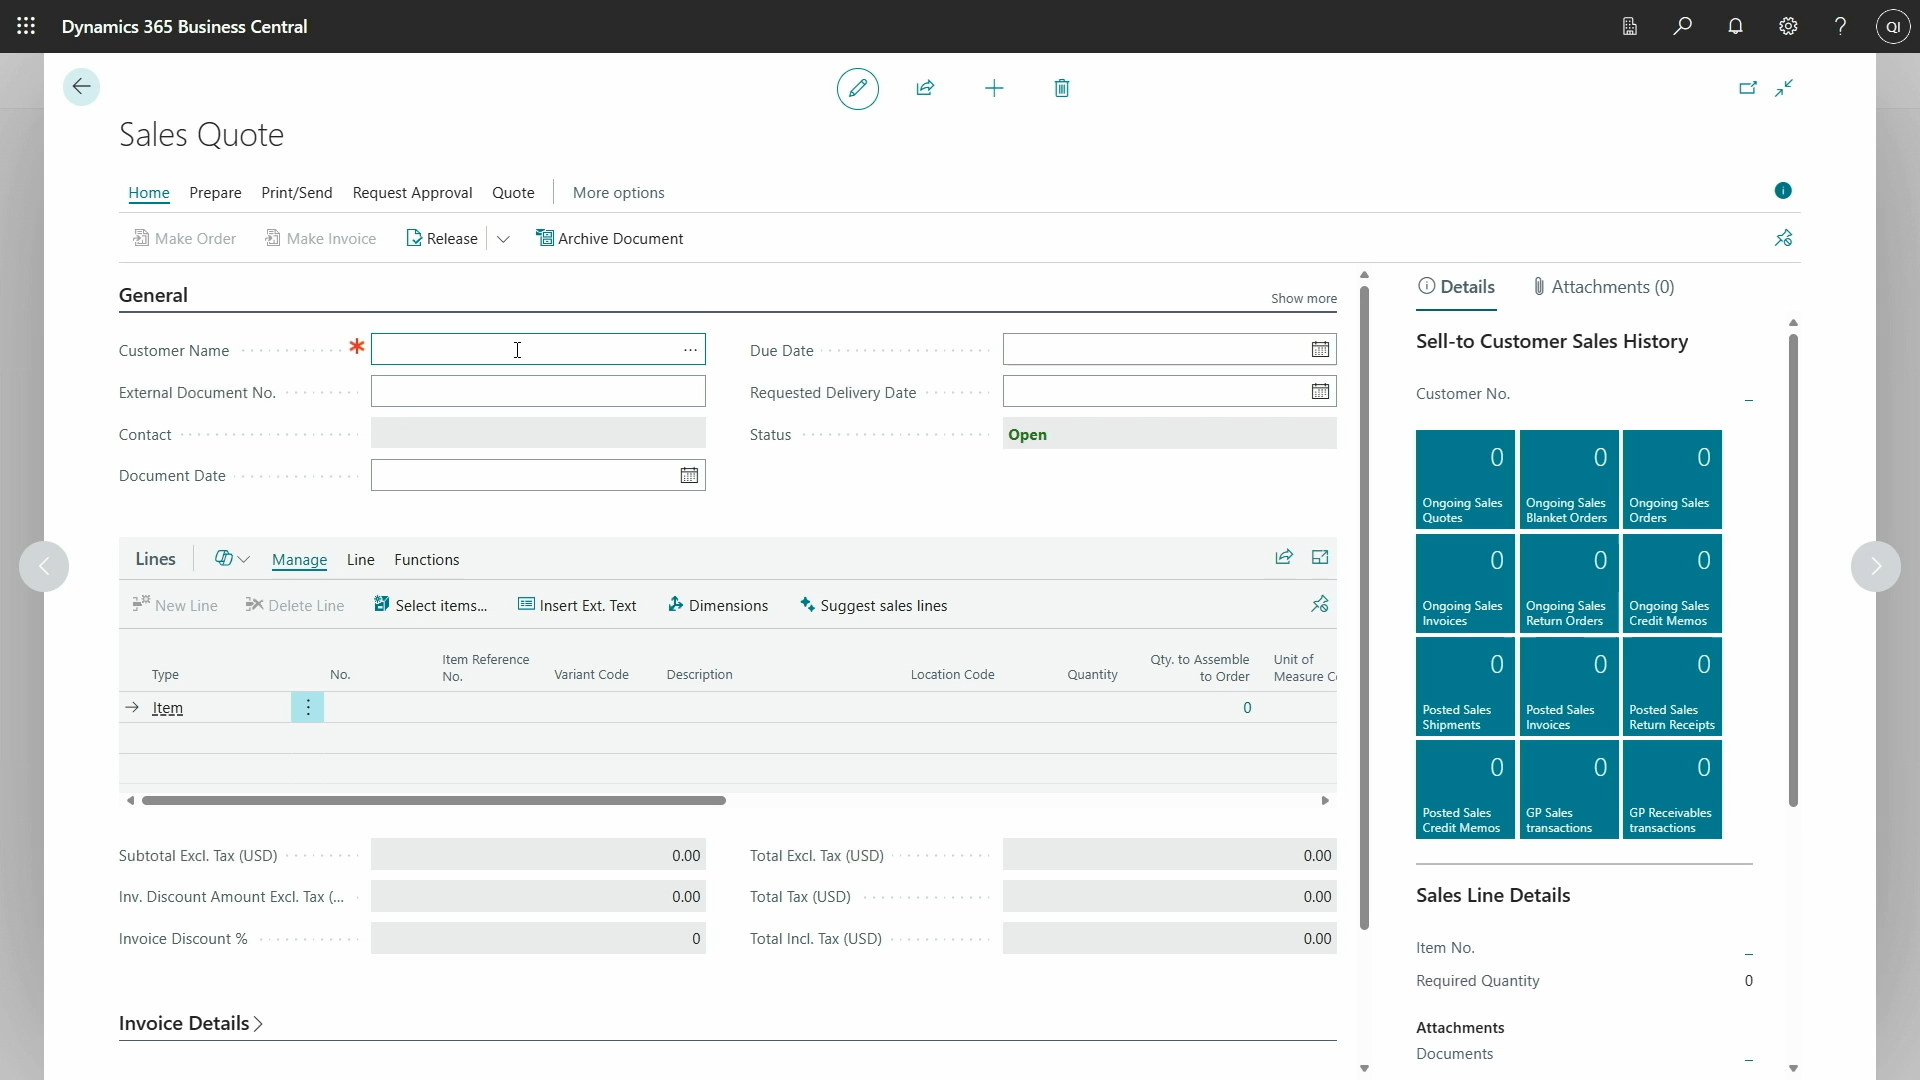 Dynamics 365 Business Central
QI
Sales Quote
Home Prepare Print/Send Request Approval Quote More options
Make Order Make Invoice Release Archive Document
General
Show more
Customer Name
External Document No.
Contact
Document Date
Due Date
Requested Delivery Date
Status Open
Lines Manage Line Functions
New Line Delete Line Select items... Insert Ext. Text Dimensions Suggest sales lines
Type No. Item Reference No. Variant Code Description Location Code Quantity Qty. to Assemble to Order Unit of Measure C
Item 0
Subtotal Excl. Tax (USD) 0.00
Inv. Discount Amount Excl. Tax (... 0.00
Invoice Discount % 0
Total Excl. Tax (USD) 0.00
Total Tax (USD) 0.00
Total Incl. Tax (USD) 0.00
Invoice Details
Details Attachments (0)
Sell-to Customer Sales History
Customer No. _
0 Ongoing Sales Quotes
0 Ongoing Sales Blanket Orders
0 Ongoing Sales Orders
0 Ongoing Sales Invoices
0 Ongoing Sales Return Orders
0 Ongoing Sales Credit Memos
0 Posted Sales Shipments
0 Posted Sales Invoices
0 Posted Sales Return Receipts
0 Posted Sales Credit Memos
0 GP Sales transactions
0 GP Receivables transactions
Sales Line Details
Item No. _
Required Quantity 0
Attachments
Documents _